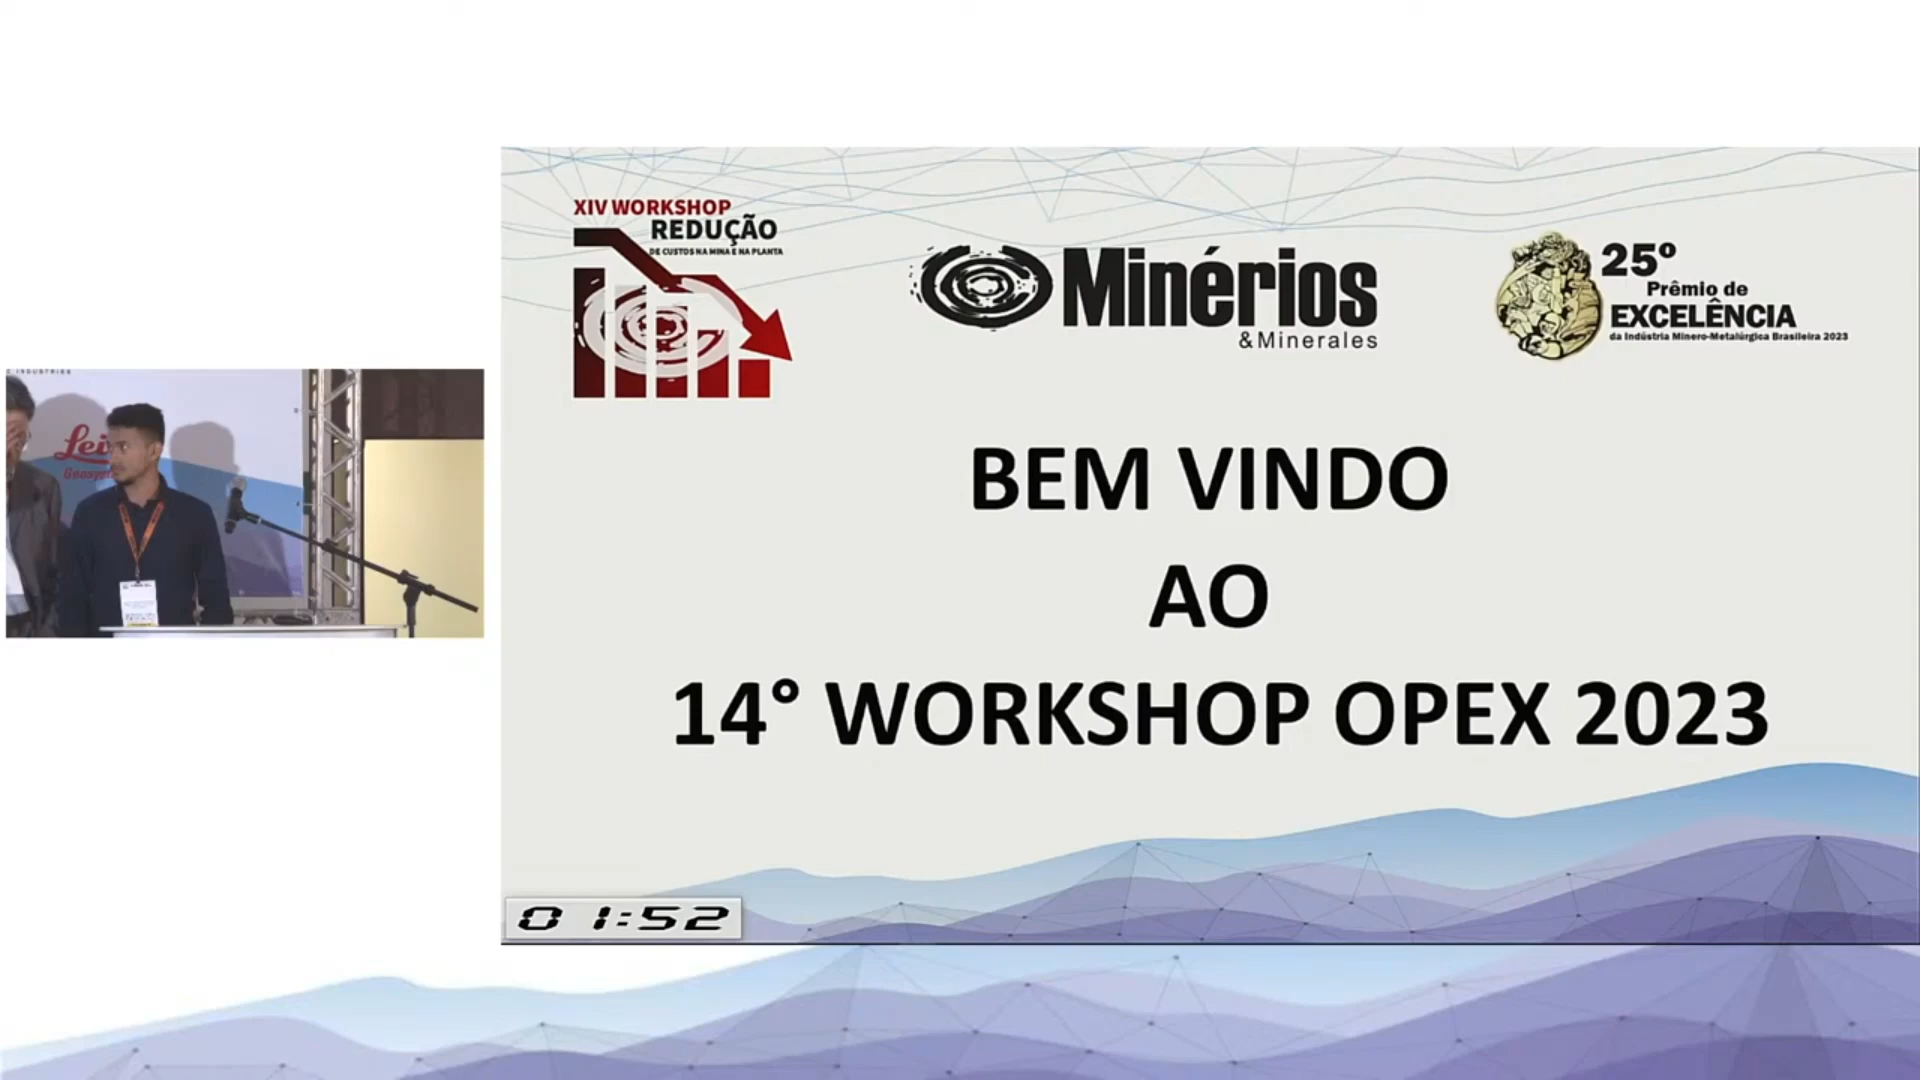 XIV WORKSHOP
REDUÇÃO
DE CUSTOS NA MINA E NA PLANTA
Minérios
&Minerales
25º
Prêmio de
EXCELÊNCIA
da Indústria Minero-Metalúrgica Brasileira 2023
INDUSTRIES
BEM VINDO
AO
14° WORKSHOP OPEX 2023
01:52